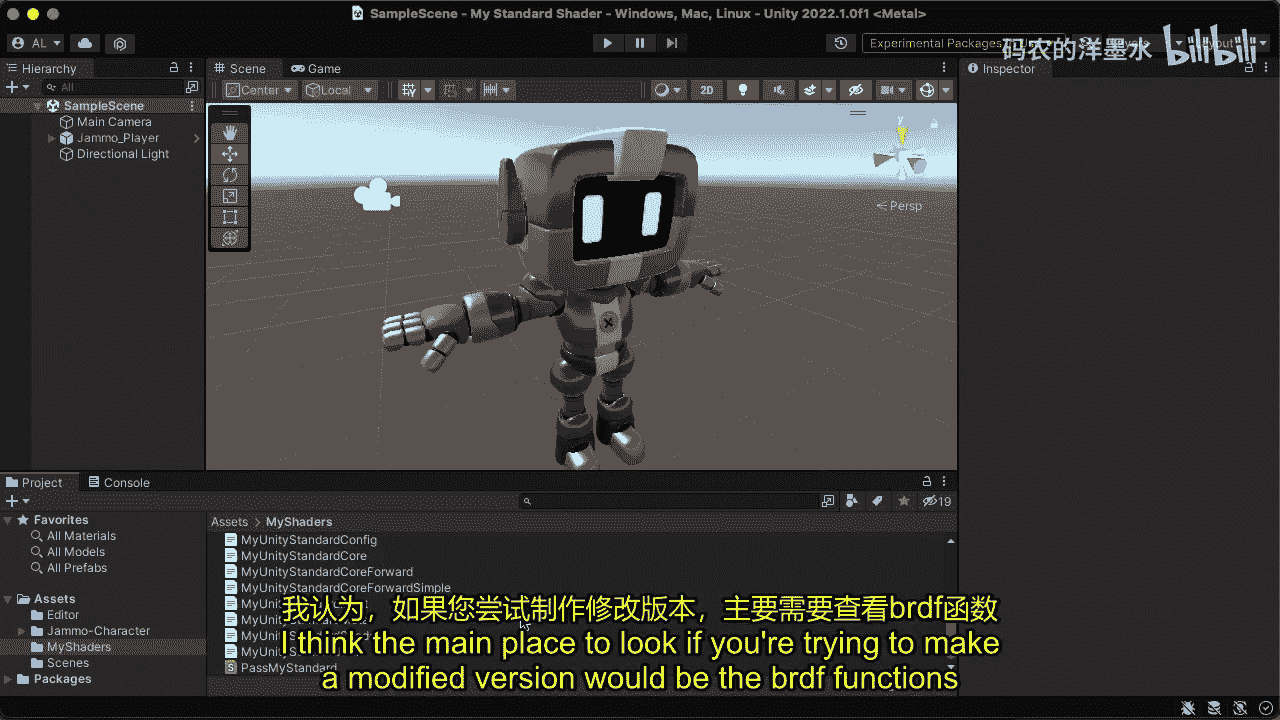 SampleScene - My Standard Shader - Windows, Mac, Linux - Unity 2022.1.0f1 <Metal>
AL
Experimental Packages
码农的洋墨水 bilibili
Hierarchy
Scene
Game
Inspector
All
Center
Local
2D
SampleScene
Main Camera
Jammo_Player
Directional Light
y
Persp
Project
Console
19
Favorites
All Materials
All Models
All Prefabs
Assets
Editor
Jammo-Character
MyShaders
Scenes
Packages
Assets > MyShaders
MyUnityStandardConfig
MyUnityStandardCore
MyUnityStandardCoreForward
MyUnityStandardCoreForwardSimple
PassMyStandard
我认为，如果您尝试制作修改版本，主要需要查看brdf函数
I think the main place to look if you're trying to make
a modified version would be the brdf functions